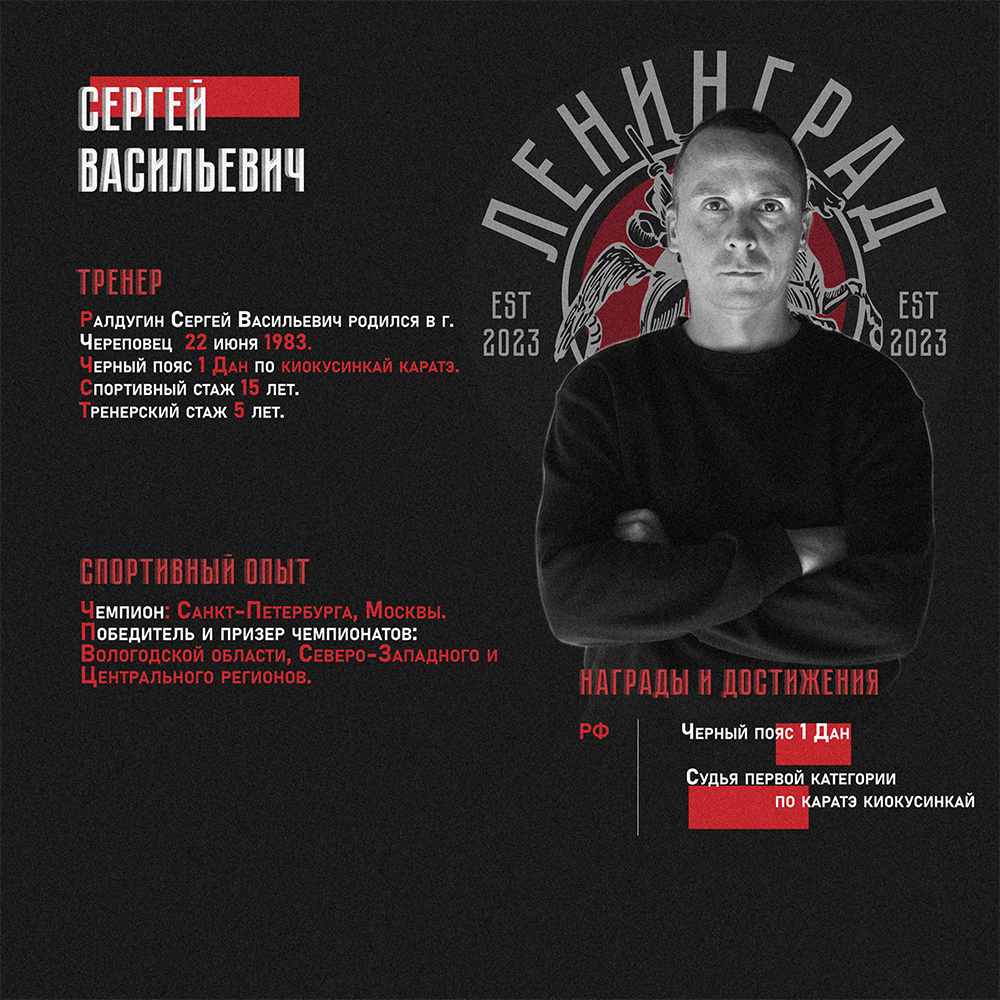 СЕРГЕЙ
ВАСИЛЬЕВИЧ
ЛЕНИНГРАД
EST
2023
EST
2023
ТРЕНЕР
Ралдугин Сергей Васильевич родился в г.
Череповец 22 июня 1983.
Черный пояс 1 Дан по киокусинкай каратэ.
Спортивный стаж 15 лет.
Тренерский стаж 5 лет.
СПОРТИВНЫЙ ОПЫТ
Чемпион: Санкт-Петербурга, Москвы.
Победитель и призер чемпионатов:
Вологодской области, Северо-Западного и
Центрального регионов.
НАГРАДЫ И ДОСТИЖЕНИЯ
РФ
Черный пояс 1 Дан
Судья первой категории
по каратэ киокусинкай